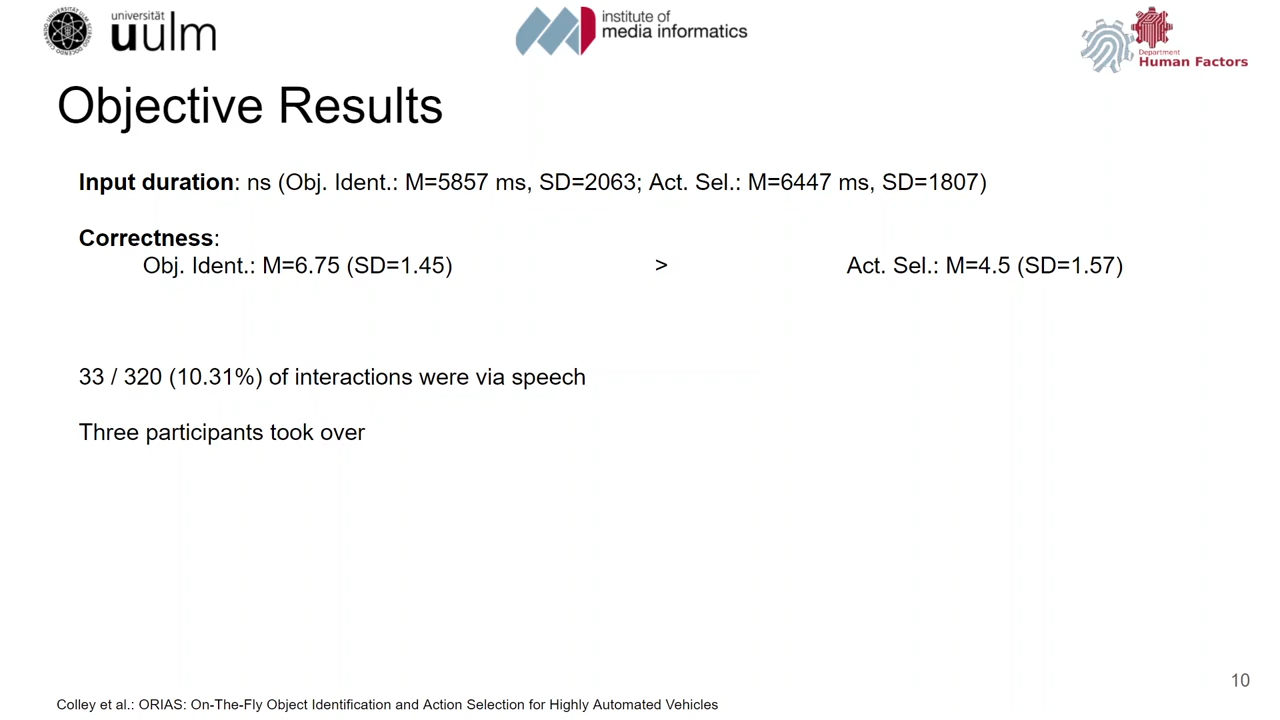 universität
uulm
institute of
media informatics
Department
Human Factors
Objective Results
Input duration: ns (Obj. Ident.: M=5857 ms, SD=2063; Act. Sel.: M=6447 ms, SD=1807)
Correctness:
Obj. Ident.: M=6.75 (SD=1.45) > Act. Sel.: M=4.5 (SD=1.57)
33 / 320 (10.31%) of interactions were via speech
Three participants took over
10
Colley et al.: ORIAS: On-The-Fly Object Identification and Action Selection for Highly Automated Vehicles